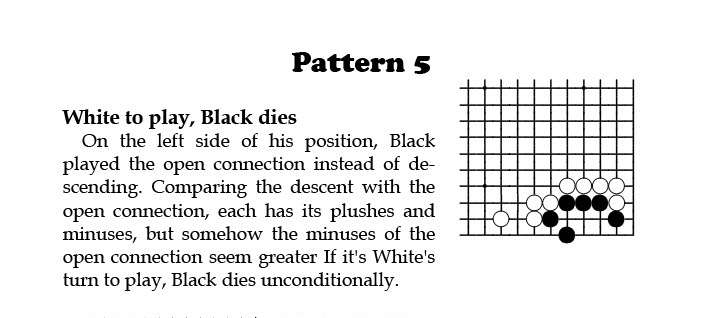 Pattern 5
White to play, Black dies
On the left side of his position, Black
played the open connection instead of de-
scending. Comparing the descent with the
open connection, each has its plushes and
minuses, but somehow the minuses of the
open connection seem greater If it's White's
turn to play, Black dies unconditionally.